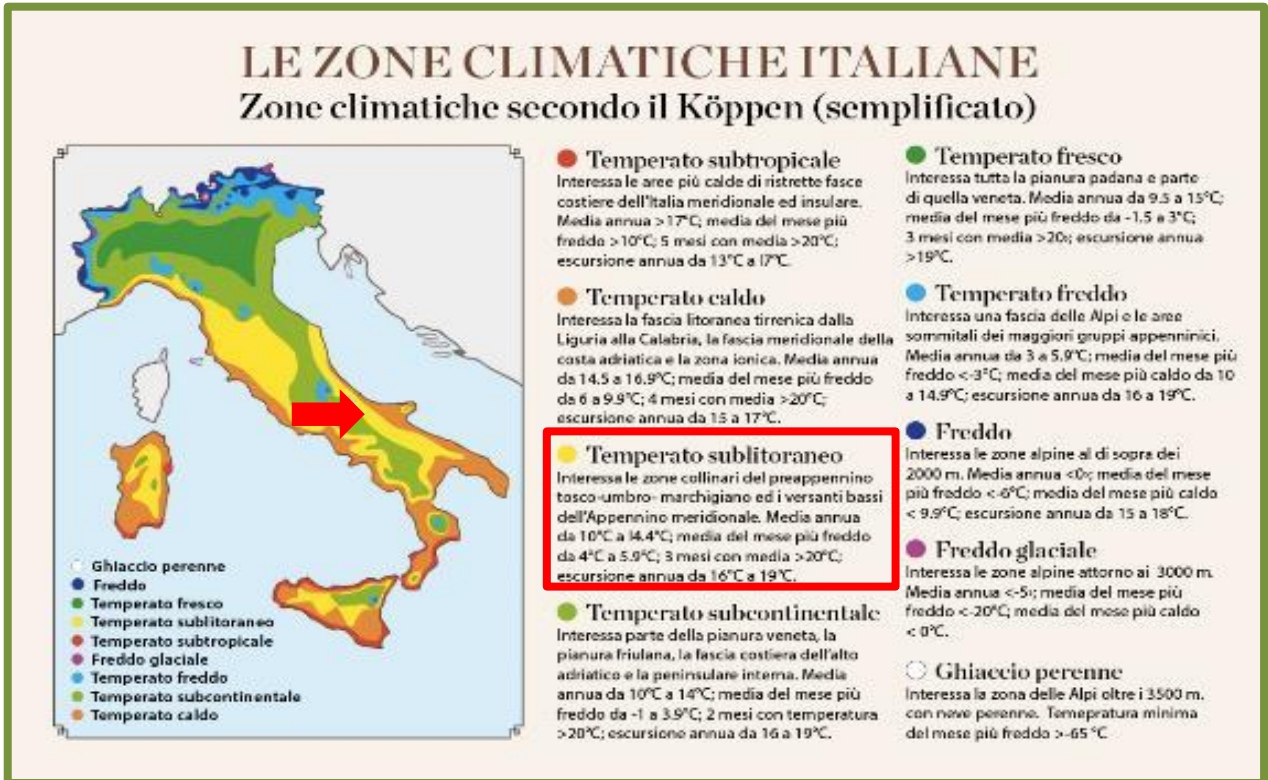 LE ZONE CLIMATICHE ITALIANE
Zone climatiche secondo il Köppen (semplificato)
Ghiaccio perenne
Freddo
Temperato fresco
Temperato sublitoraneo
Temperato subtropicale
Freddo glaciale
Temperato freddo
Temperato subcontinentale
Temperato caldo
Temperato subtropicale
Interessa le aree più calde di ristrette fasce
costiere dell'Italia meridionale ed insulare.
Media annua >17°C; media del mese più
freddo >10°C; 5 mesi con media >20°C;
escursione annua da 13°C a l7°C.
Temperato caldo
Interessa la fascia litoranea tirrenica dalla
Liguria alla Calabria, la fascia meridionale della
costa adriatica e la zona ionica. Media annua
da 14.5 a 16.9°C; media del mese più freddo
da 6 a 9.9°C; 4 mesi con media >20°C;
escursione annua da 15 a 17°C.
Temperato sublitoraneo
Interessa le zone collinari del preappennino
tosco-umbro- marchigiano ed i versanti bassi
dell'Appennino meridionale. Media annua
da 10°C a l4.4°C; media del mese più freddo
da 4°C a 5.9°C; 3 mesi con media >20°C;
escursione annua da 16°C a 19°C.
Temperato subcontinentale
Interessa parte della pianura veneta, la
pianura friulana, la fascia costiera dell'alto
adriatico e la peninsulare interna. Media
annua da 10°C a 14°C; media del mese più
freddo da -1 a 3.9°C; 2 mesi con temperatura
>20°C; escursione annua da 16 a 19°C.
Temperato fresco
Interessa tutta la pianura padana e parte
di quella veneta. Media annua da 9.5 a 15°C;
media del mese più freddo da -1.5 a 3°C;
3 mesi con media >20›; escursione annua
>19°C.
Temperato freddo
Interessa una fascia delle Alpi e le aree
sommitali dei maggiori gruppi appenninici.
Media annua da 3 a 5.9°C; media del mese più
freddo <-3°C; media del mese più caldo da 10
a 14.9°C; escursione annua da 16 a 19°C.
Freddo
Interessa le zone alpine al di sopra dei
2000 m. Media annua <0›; media del mese
più freddo <-6°C; media del mese più caldo
< 9.9°C; escursione annua da 15 a 18°C.
Freddo glaciale
Interessa le zone alpine attorno ai 3000 m.
Media annua <-5›; media del mese più
freddo <-20°C; media del mese più caldo
< 0°C.
Ghiaccio perenne
Interessa la zona delle Alpi oltre i 3500 m.
con neve perenne. Temepratura minima
del mese più freddo >-65 °C